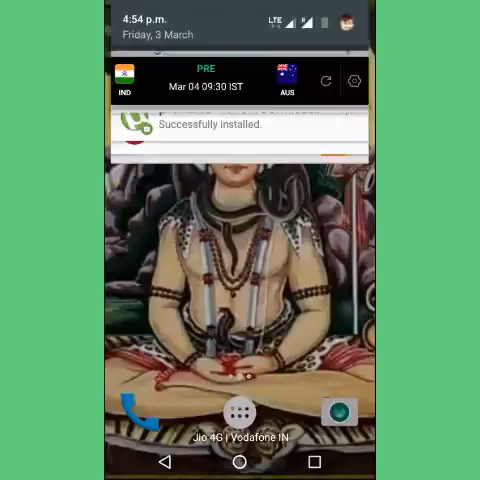 4:54 p.m.
LTE
R
Friday, 3 March
PRE
Mar 04 09:30 IST
IND
AUS
Successfully installed.
Jio 4G | Vodafone IN